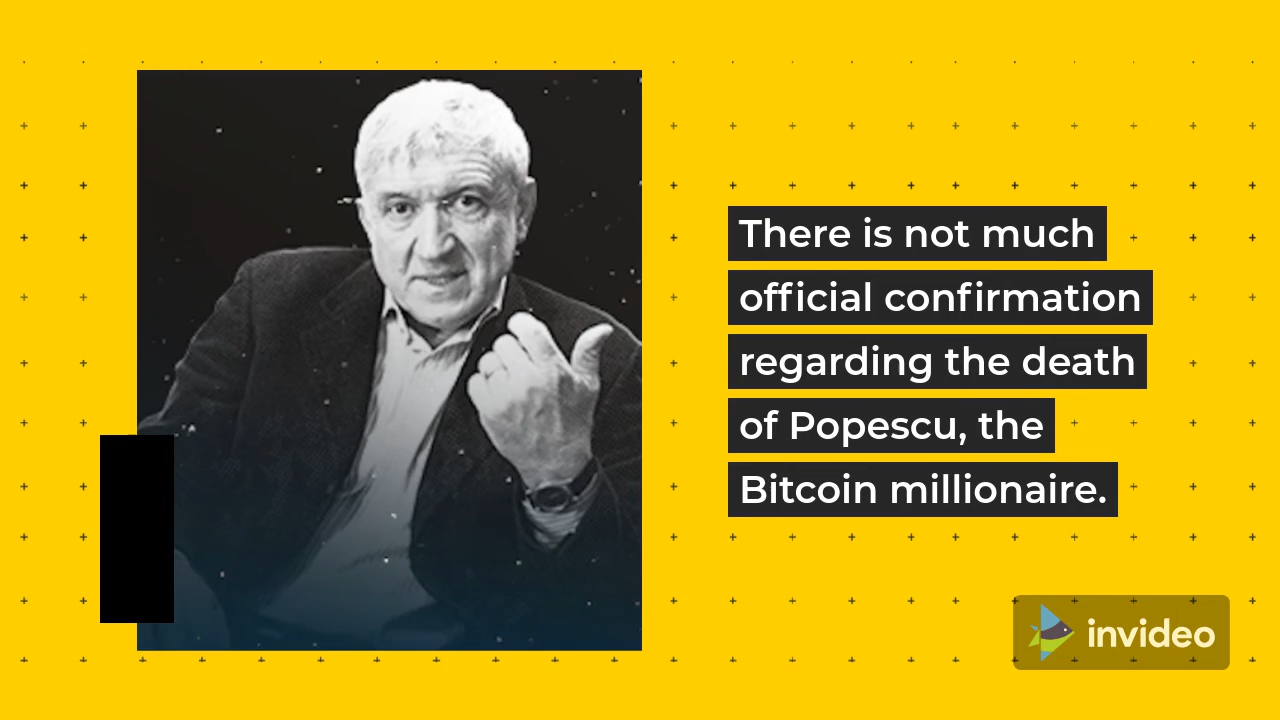 There is not much
official confirmation
regarding the death
of Popescu, the
Bitcoin millionaire.
invideo